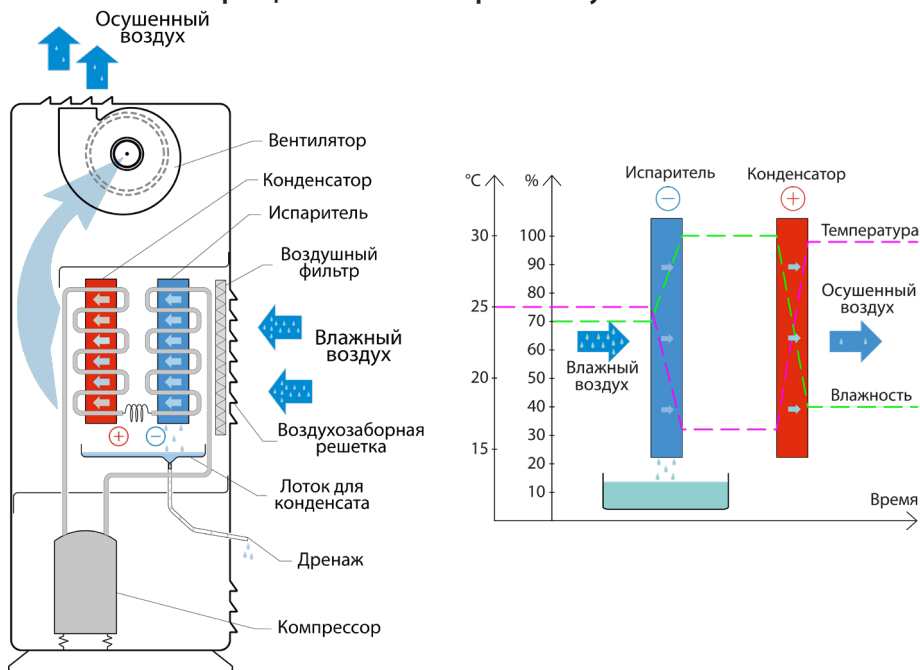 Осушенный
воздух
Вентилятор
Конденсатор
Испаритель
Воздушный
фильтр
Влажный
воздух
Воздухозаборная
решетка
Лоток для
конденсата
Дренаж
Компрессор
+
−
°C
%
30
25
20
15
100
90
80
70
60
50
40
30
20
10
Испаритель
−
Конденсатор
+
Температура
Осушенный
воздух
Влажный
воздух
Влажность
Время